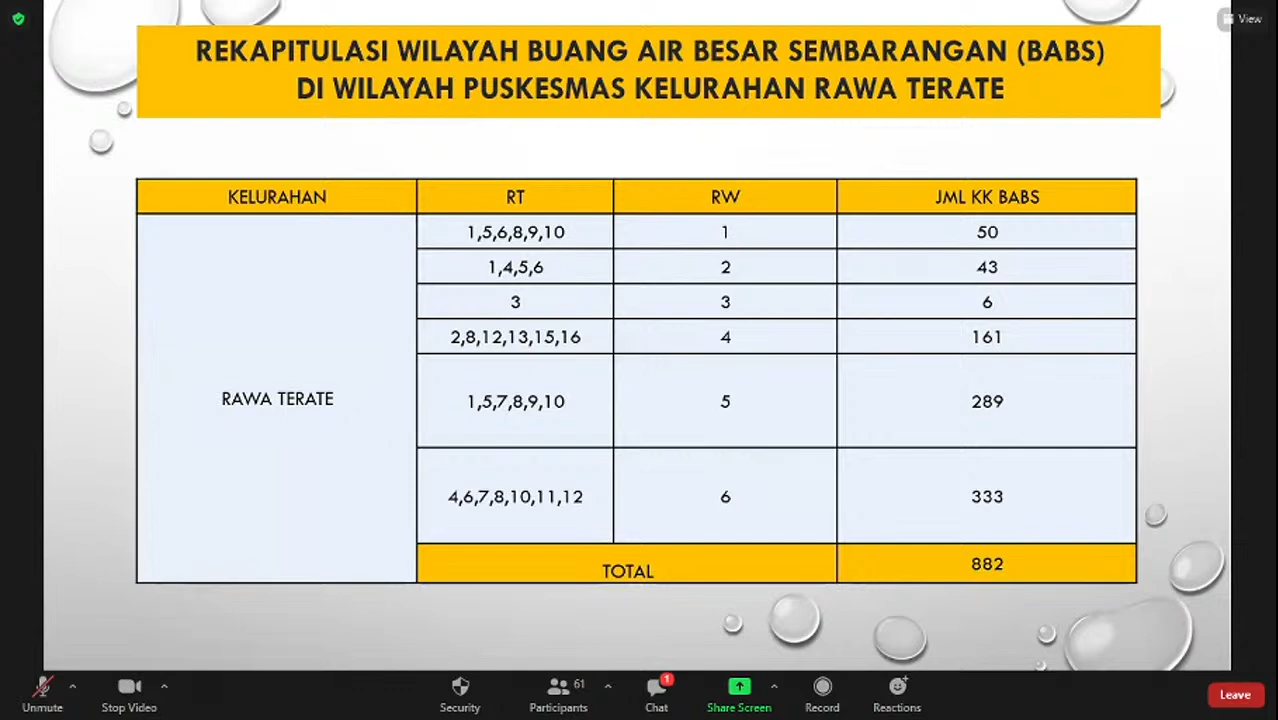 View
REKAPITULASI WILAYAH BUANG AIR BESAR SEMBARANGAN (BABS)
DI WILAYAH PUSKESMAS KELURAHAN RAWA TERATE
KELURAHAN RT RW JML KK BABS
1,5,6,8,9,10 1 50
1,4,5,6 2 43
3 3 6
2,8,12,13,15,16 4 161
RAWA TERATE 1,5,7,8,9,10 5 289
4,6,7,8,10,11,12 6 333
TOTAL 882
61 1
Unmute Stop Video Security Participants Chat Share Screen Record Reactions Leave